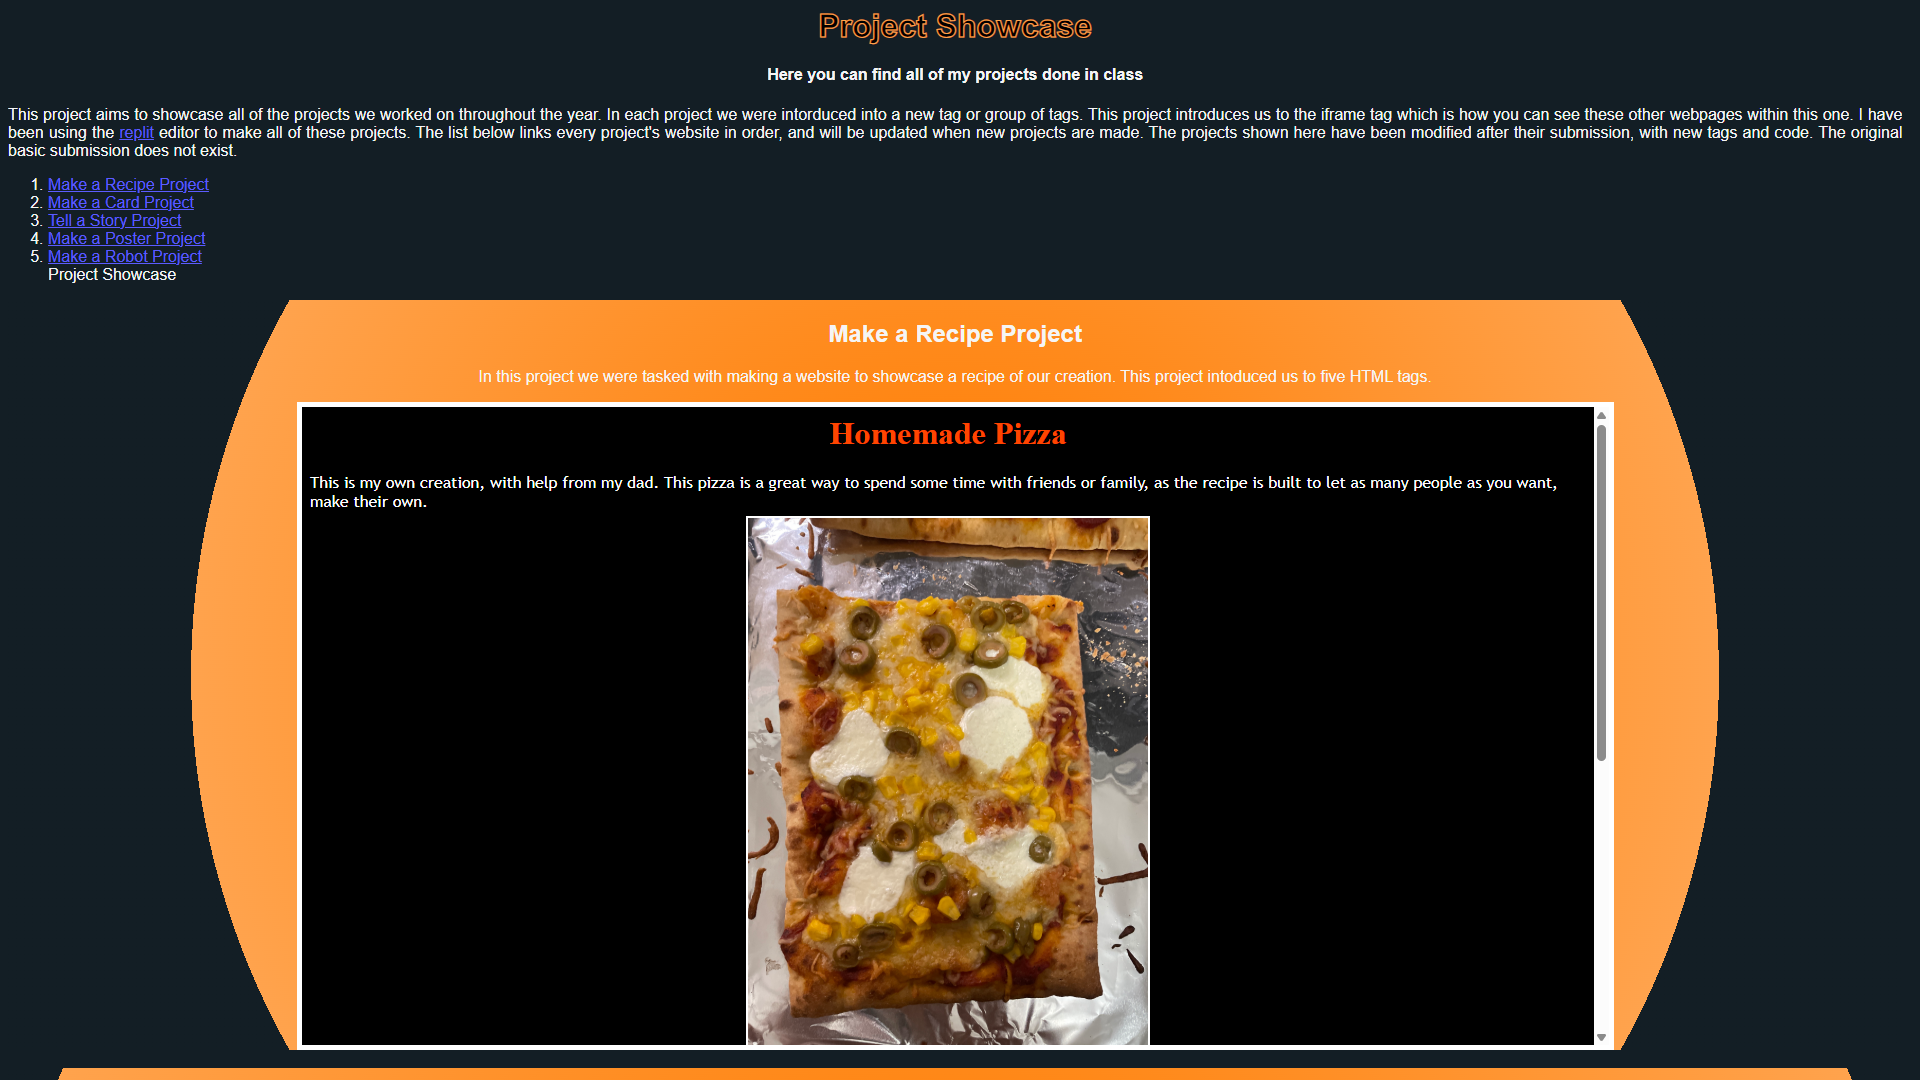 Project Showcase
Here you can find all of my projects done in class
This project aims to showcase all of the projects we worked on throughout the year. In each project we were intorduced into a new tag or group of tags. This project introduces us to the iframe tag which is how you can see these other webpages within this one. I have
been using the replit editor to make all of these projects. The list below links every project's website in order, and will be updated when new projects are made. The projects shown here have been modified after their submission, with new tags and code. The original
basic submission does not exist.
1. Make a Recipe Project
2. Make a Card Project
3. Tell a Story Project
4. Make a Poster Project
5. Make a Robot Project
Project Showcase
Make a Recipe Project
In this project we were tasked with making a website to showcase a recipe of our creation. This project intoduced us to five HTML tags.
Homemade Pizza
This is my own creation, with help from my dad. This pizza is a great way to spend some time with friends or family, as the recipe is built to let as many people as you want,
make their own.